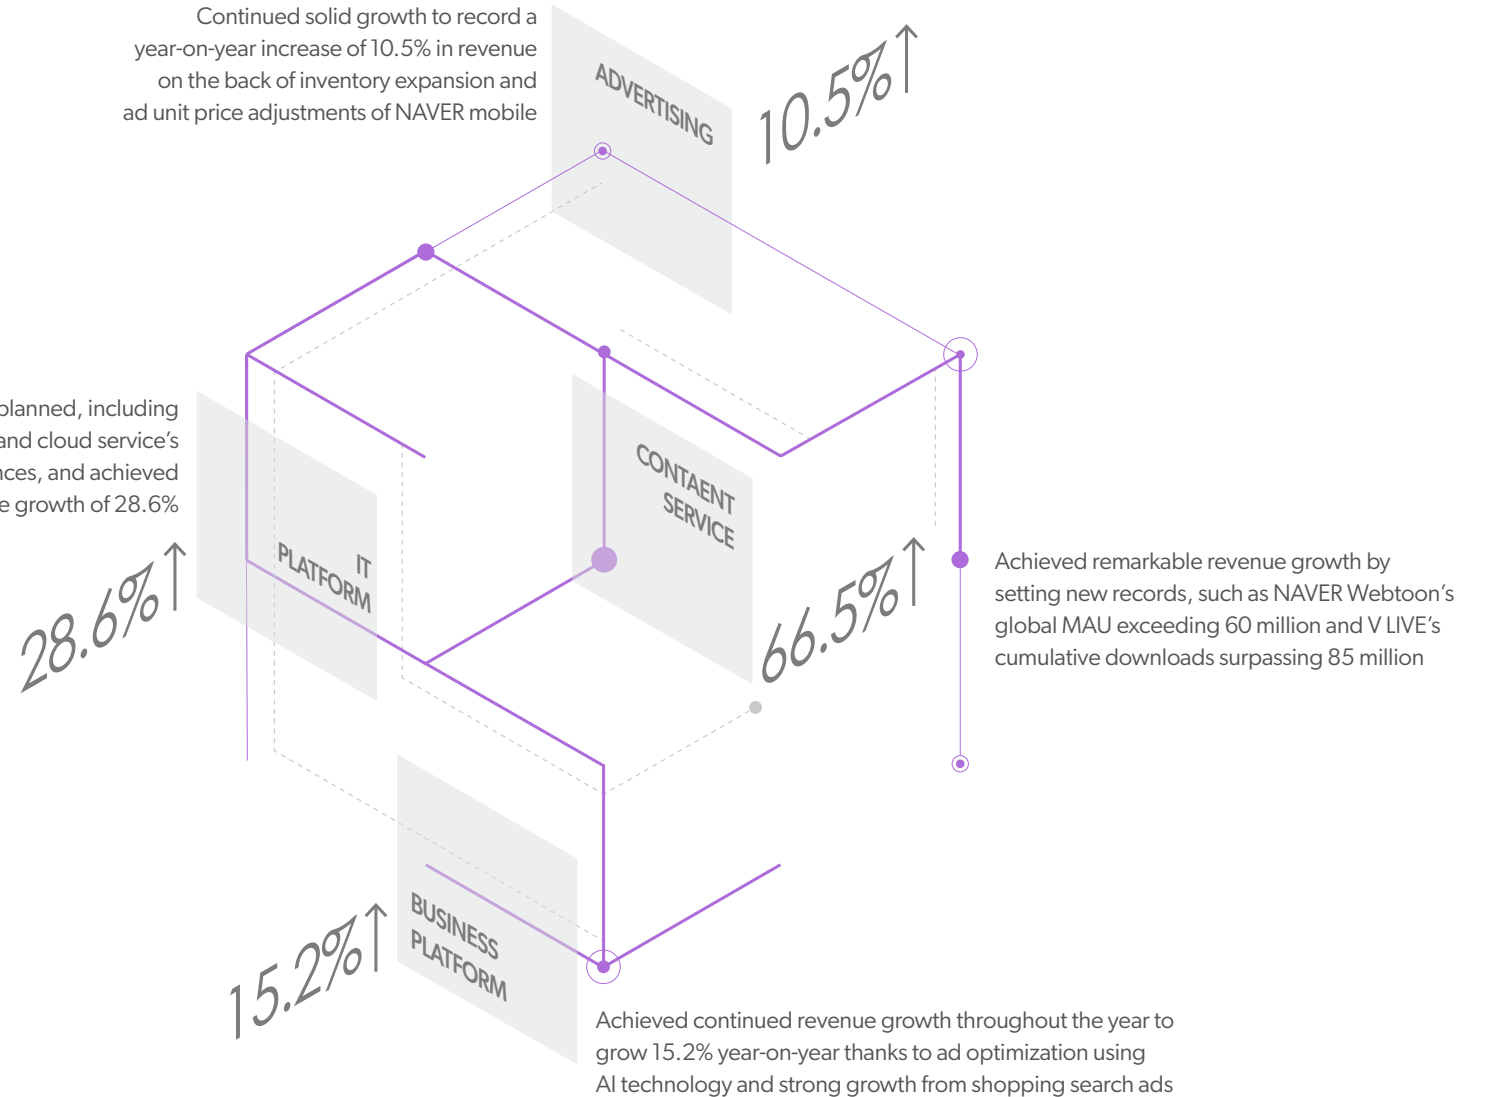 Continued solid growth to record a
year-on-year increase of 10.5% in revenue
on the back of inventory expansion and
ad unit price adjustments of NAVER mobile
ADVERTISING
10.5%↑
planned, including
and cloud service's
and achieved
growth of 28.6%
IT
PLATFORM
28.6%↑
CONTAENT
SERVICE
66.5%↑
Achieved remarkable revenue growth by
setting new records, such as NAVER Webtoon's
global MAU exceeding 60 million and V LIVE's
cumulative downloads surpassing 85 million
BUSINESS
PLATFORM
15.2%↑
Achieved continued revenue growth throughout the year to
grow 15.2% year-on-year thanks to ad optimization using
AI technology and strong growth from shopping search ads